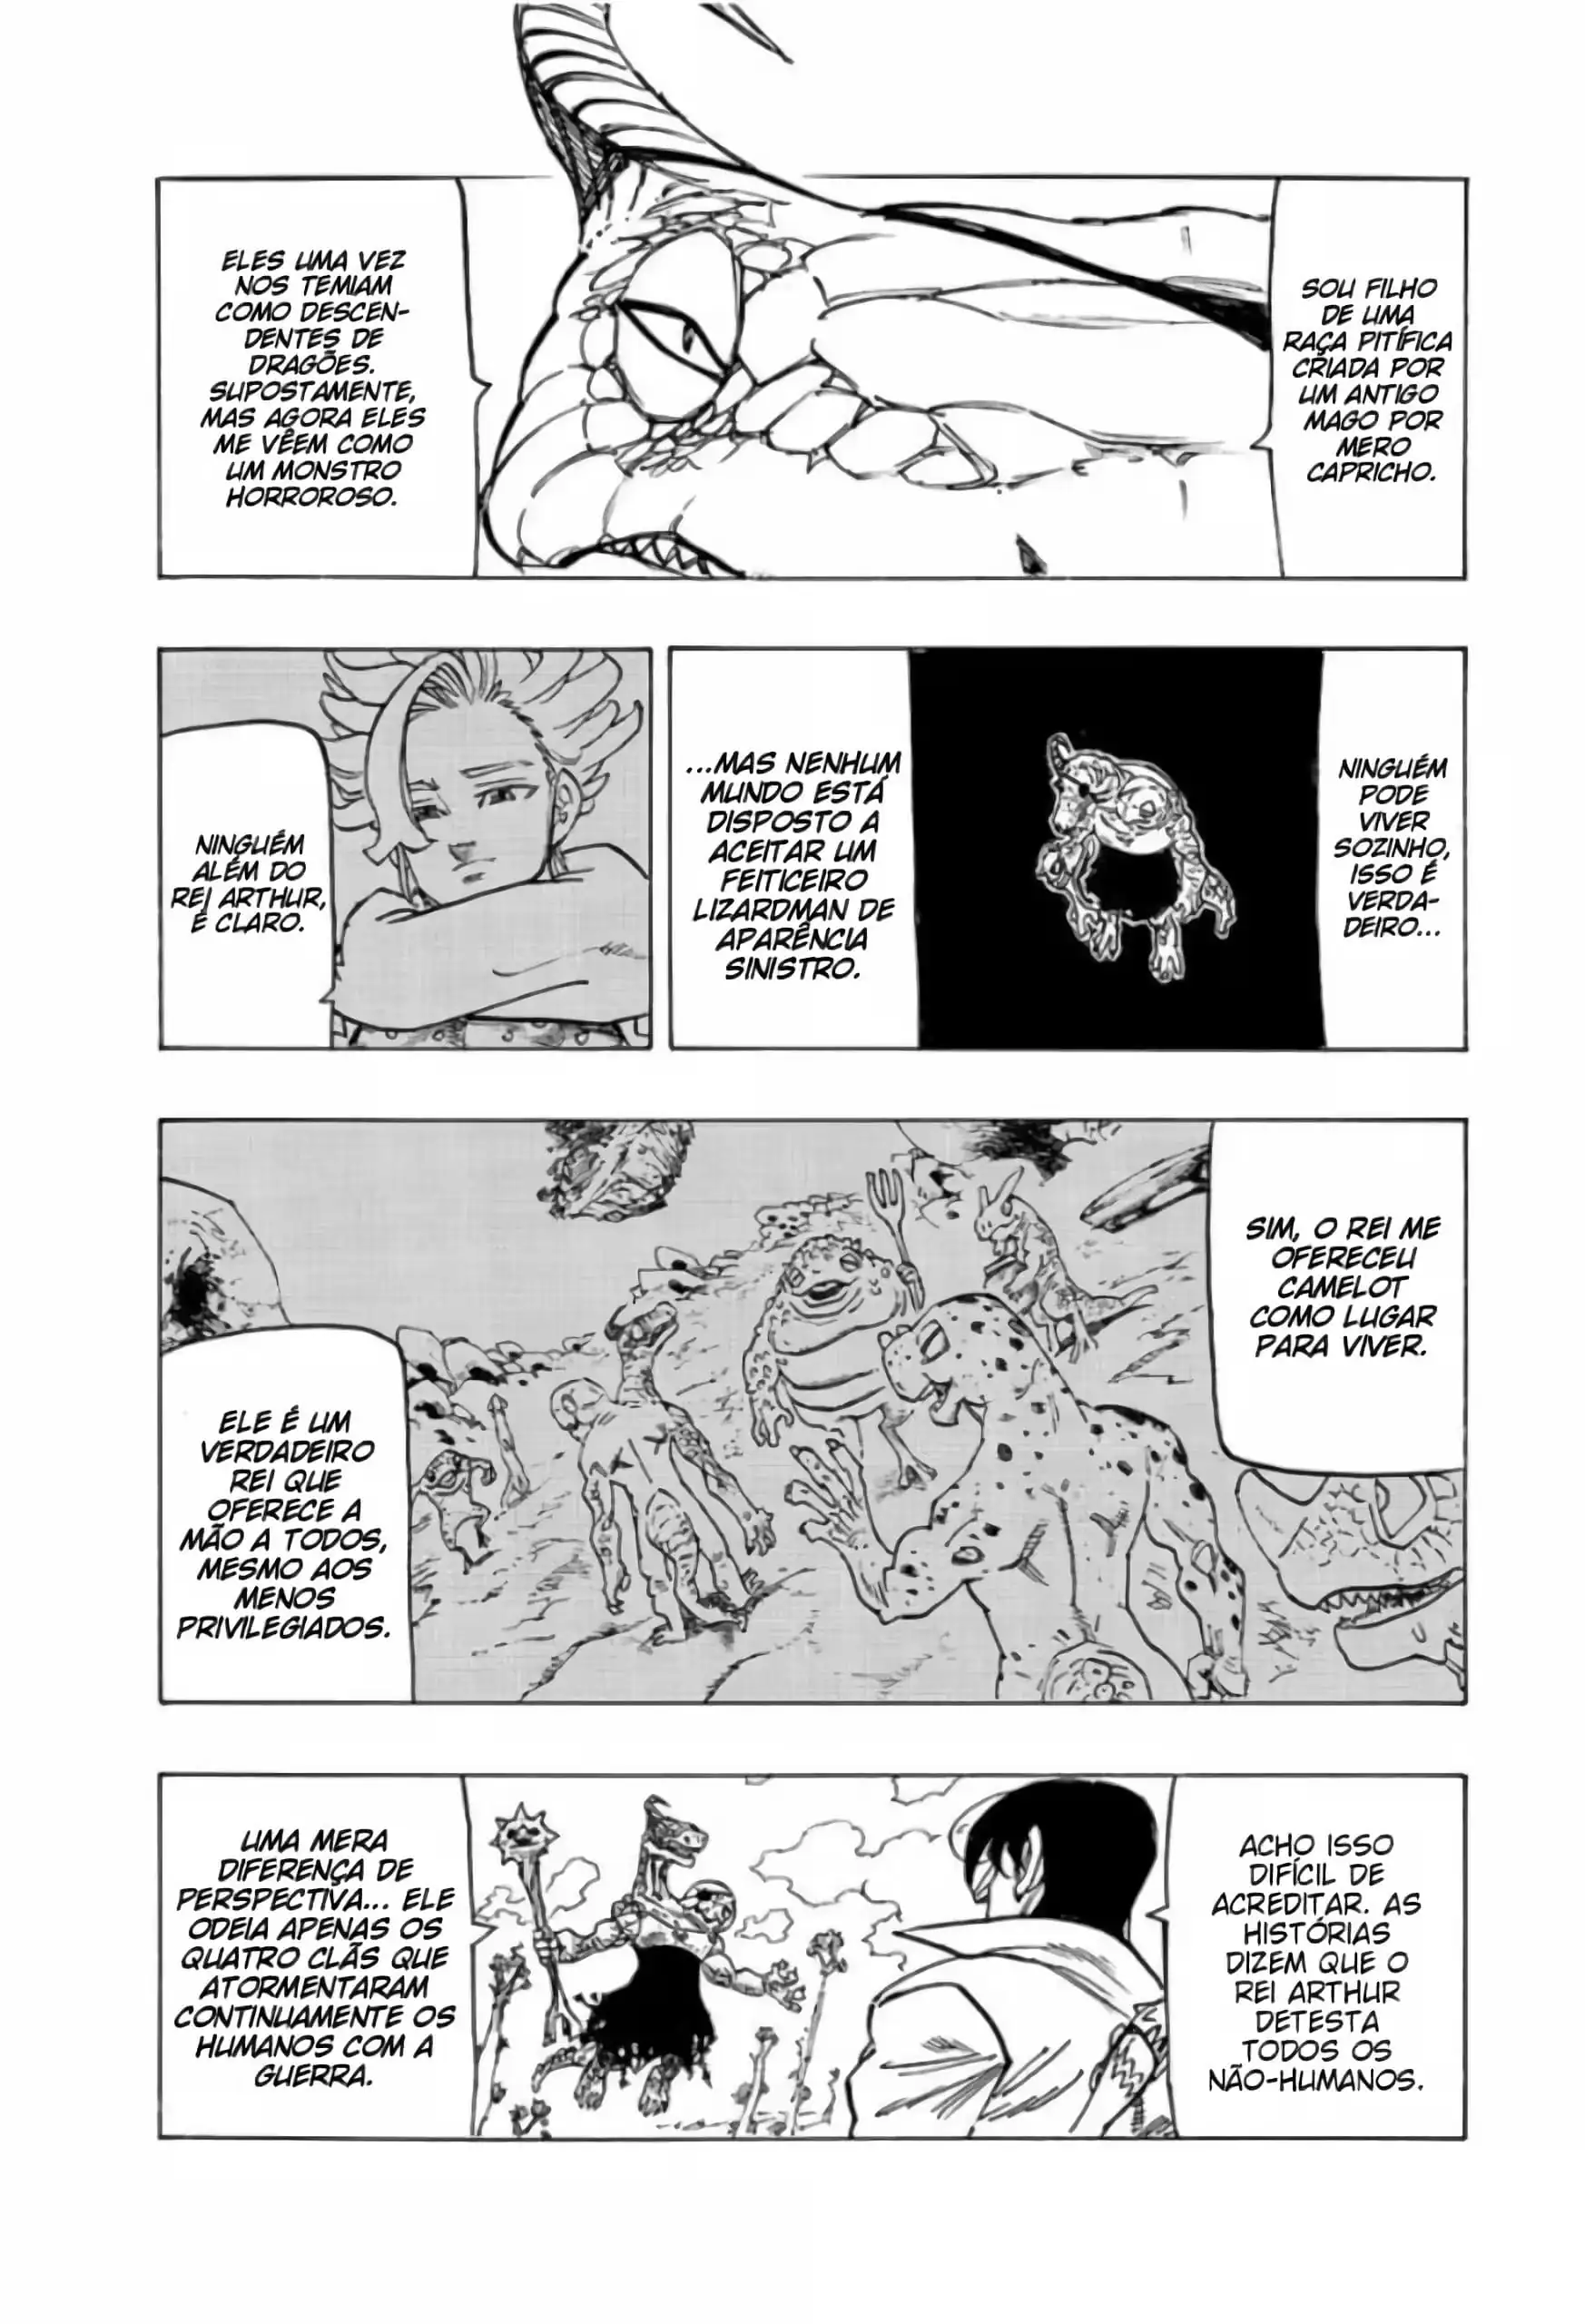 SOU FILHO
DE UMA
RAÇA PITÍFICA
CRIADA POR
UM ANTIGO
MAGO POR
MERO
CAPRICHO.
ELES UMA VEZ
NOS TEMIAM
COMO DESCEN-
DENTES DE
DRAGÕES.
SUPOSTAMENTE,
MAS AGORA ELES
ME VÊEM COMO
UM MONSTRO
HORROROSO.
NINGUÉM
PODE
VIVER
SOZINHO,
ISSO É
VERDA-
DEIRO...
...MAS NENHUM
MUNDO ESTÁ
DISPOSTO A
ACEITAR UM
FEITICEIRO
LIZARDMAN DE
APARÊNCIA
SINISTRO.
NINGUÉM
ALÉM DO
REI ARTHUR,
É CLARO.
SIM, O REI ME
OFERECEU
CAMELOT
COMO LUGAR
PARA VIVER.
ELE É UM
VERDADEIRO
REI QUE
OFERECE A
MÃO A TODOS,
MESMO AOS
MENOS
PRIVILEGIADOS.
ACHO ISSO
DIFÍCIL DE
ACREDITAR. AS
HISTÓRIAS
DIZEM QUE O
REI ARTHUR
DETESTA
TODOS OS
NÃO-HUMANOS.
UMA MERA
DIFERENÇA DE
PERSPECTIVA... ELE
ODEIA APENAS OS
QUATRO CLÃS QUE
ATORMENTARAM
CONTINUAMENTE OS
HUMANOS COM A
GUERRA.